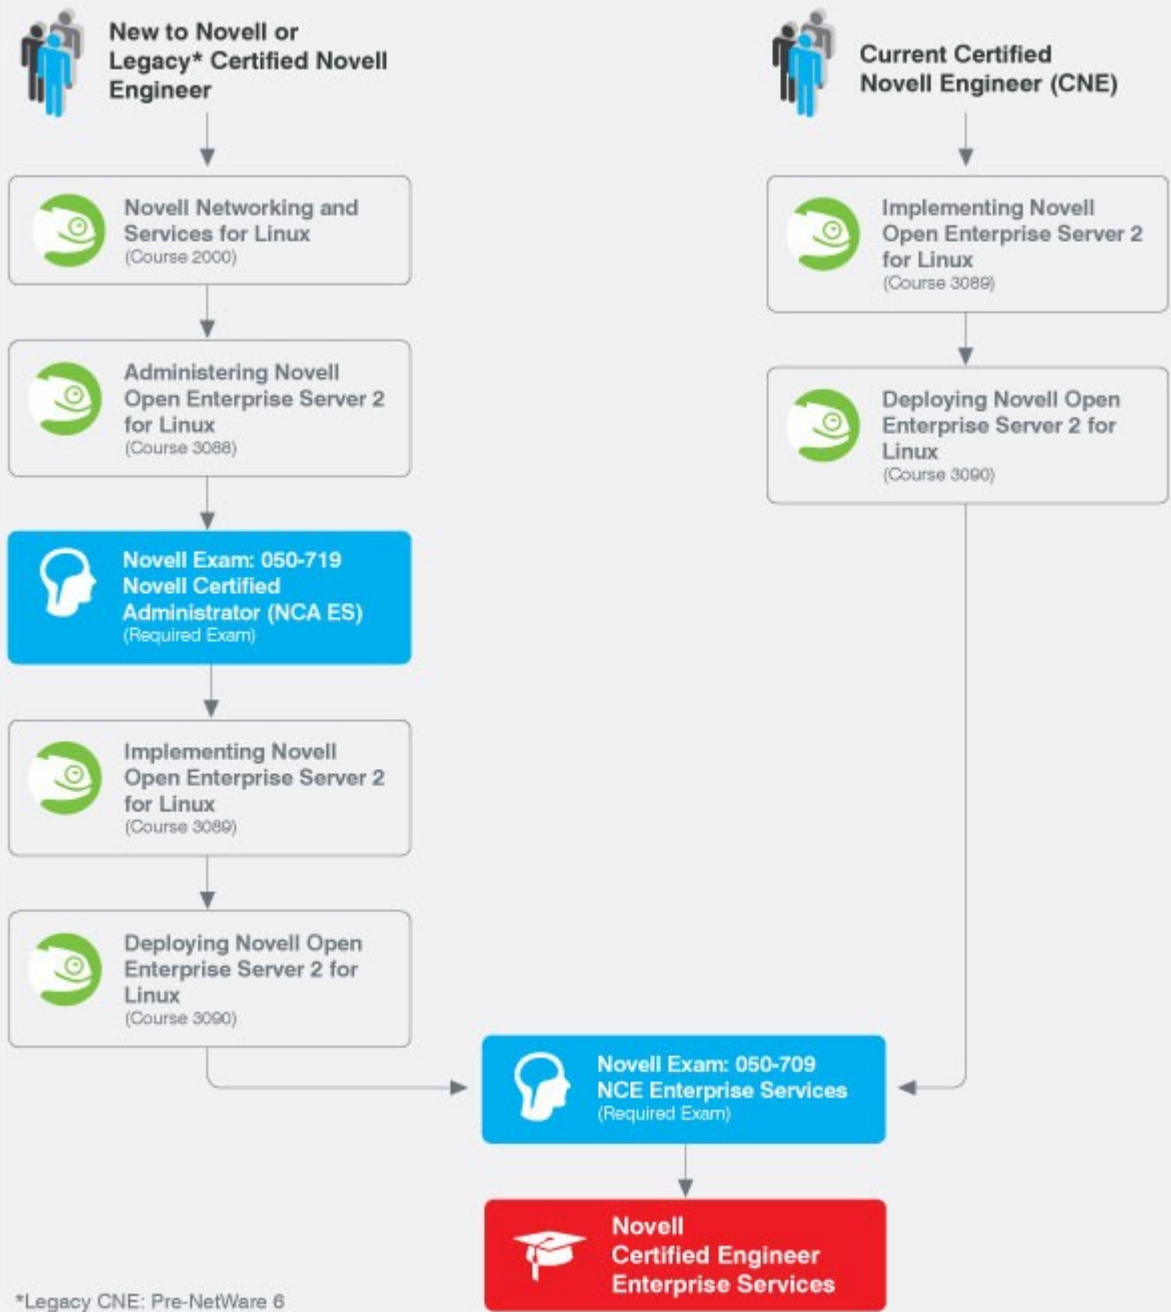 New to Novell or
Legacy* Certified Novell
Engineer
Novell Networking and
Services for Linux
(Course 2000)
Administering Novell
Open Enterprise Server 2
for Linux
(Course 3088)
Novell Exam: 050-719
Novell Certified
Administrator (NCA ES)
(Required Exam)
Implementing Novell
Open Enterprise Server 2
for Linux
(Course 3089)
Deploying Novell Open
Enterprise Server 2 for
Linux
(Course 3090)
Current Certified
Novell Engineer (CNE)
Implementing Novell
Open Enterprise Server 2
for Linux
(Course 3089)
Deploying Novell Open
Enterprise Server 2 for
Linux
(Course 3090)
Novell Exam: 050-709
NCE Enterprise Services
(Required Exam)
Novell
Certified Engineer
Enterprise Services
*Legacy CNE: Pre-NetWare 6